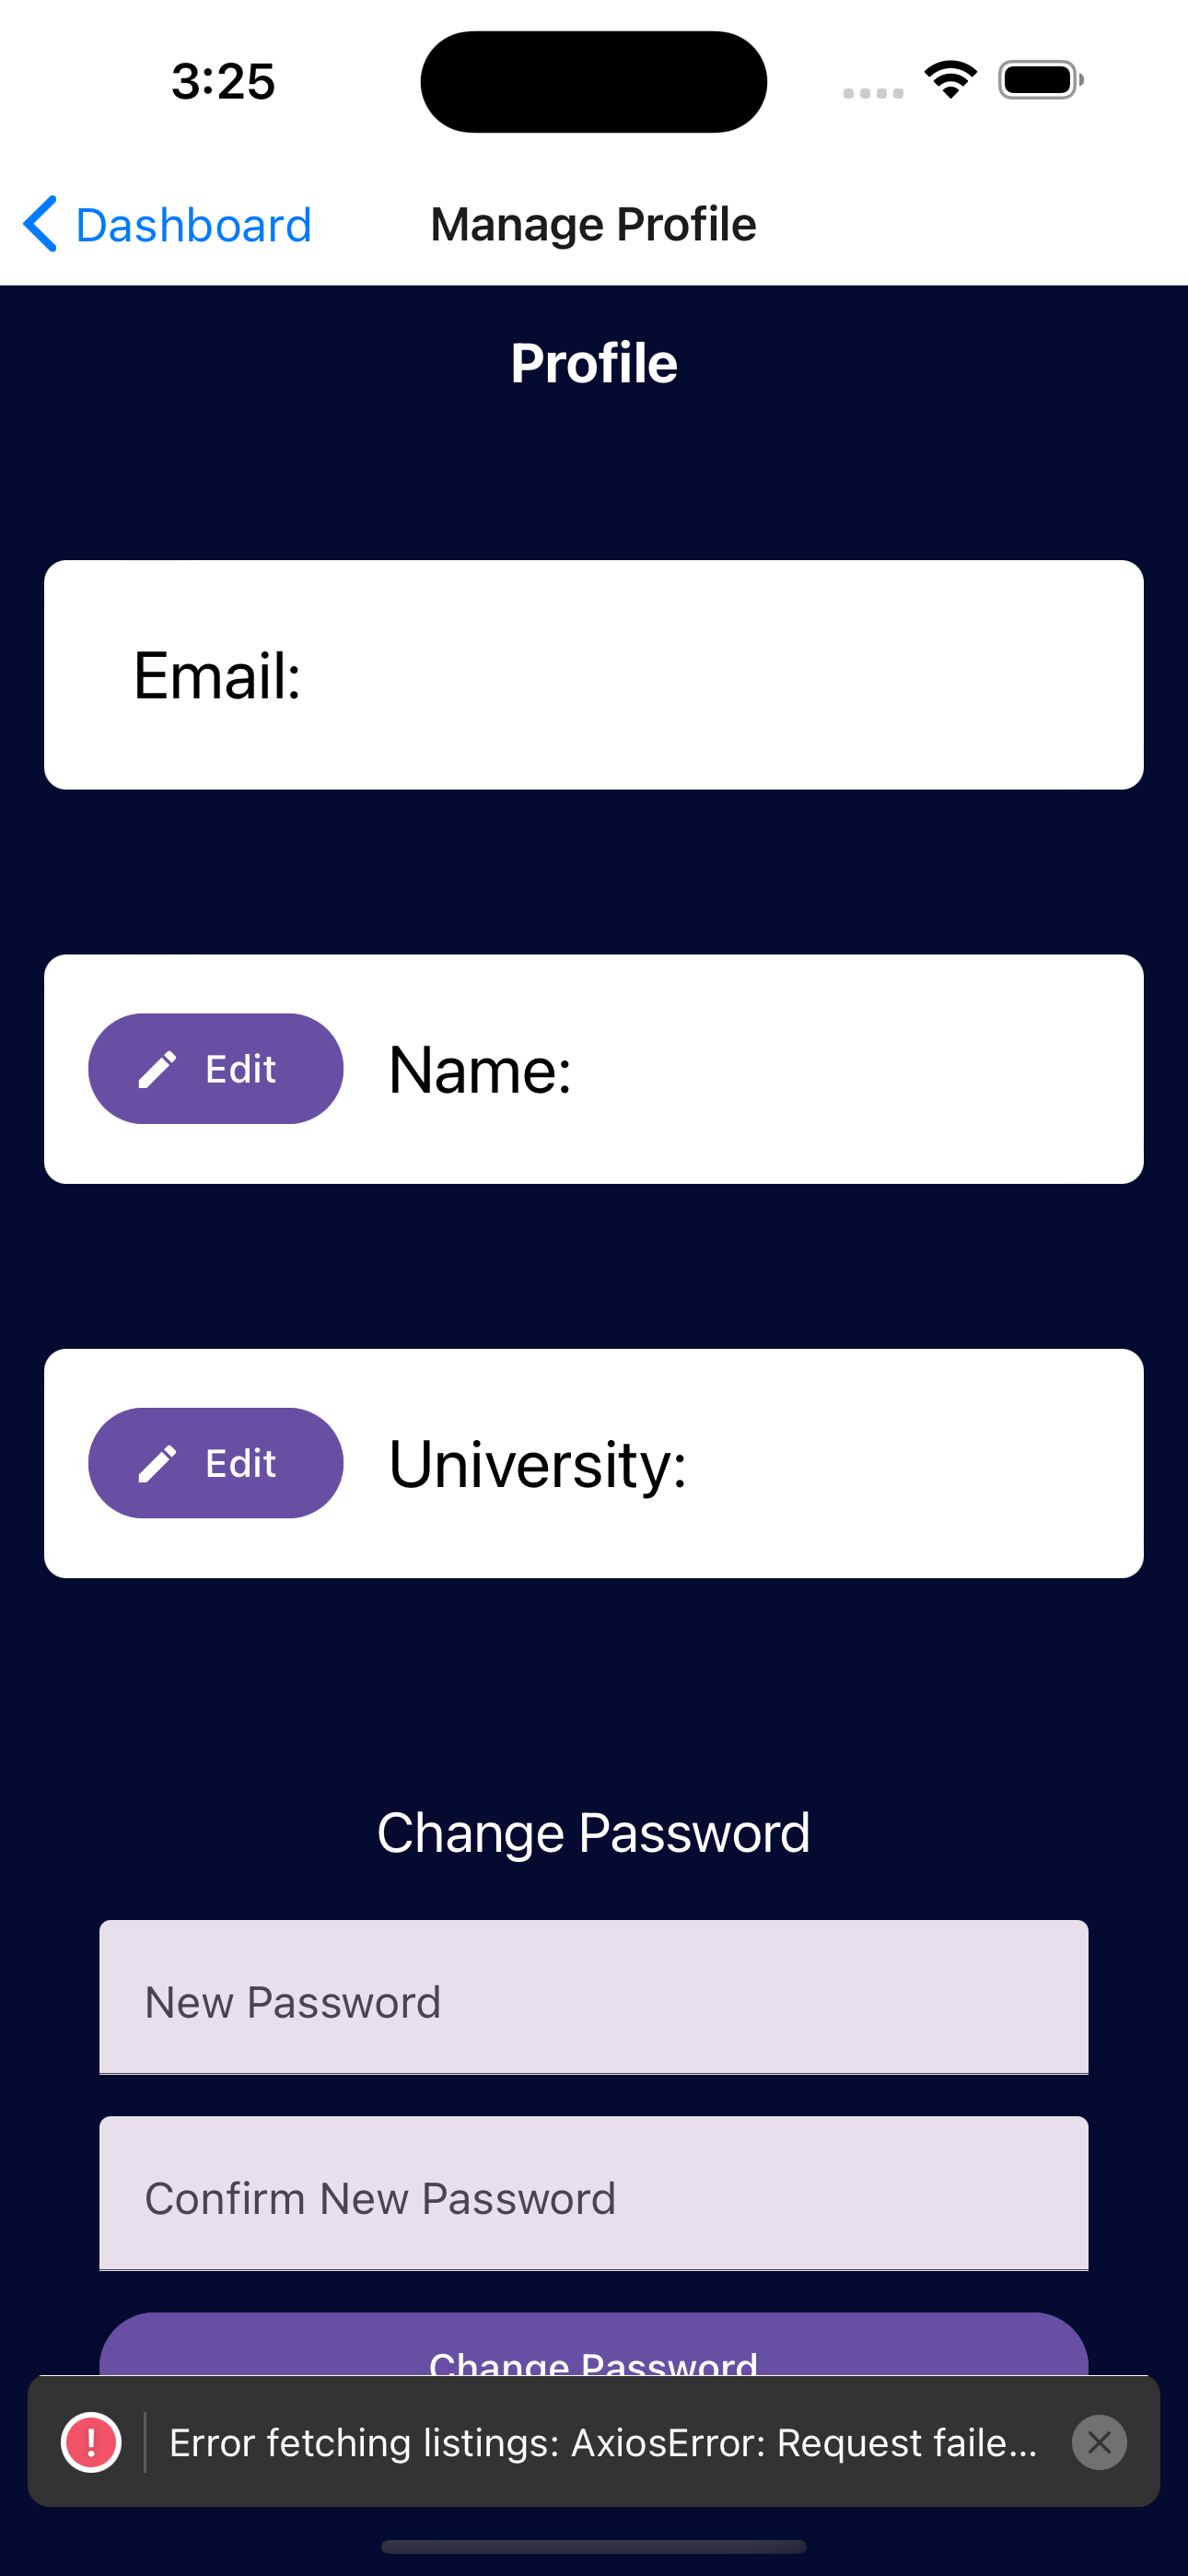 3:25
Dashboard
Manage Profile
Profile
Email:
Edit
Name:
Edit
University:
Change Password
New Password
Confirm New Password
Change Password
Error fetching listings: AxiosError: Request faile...